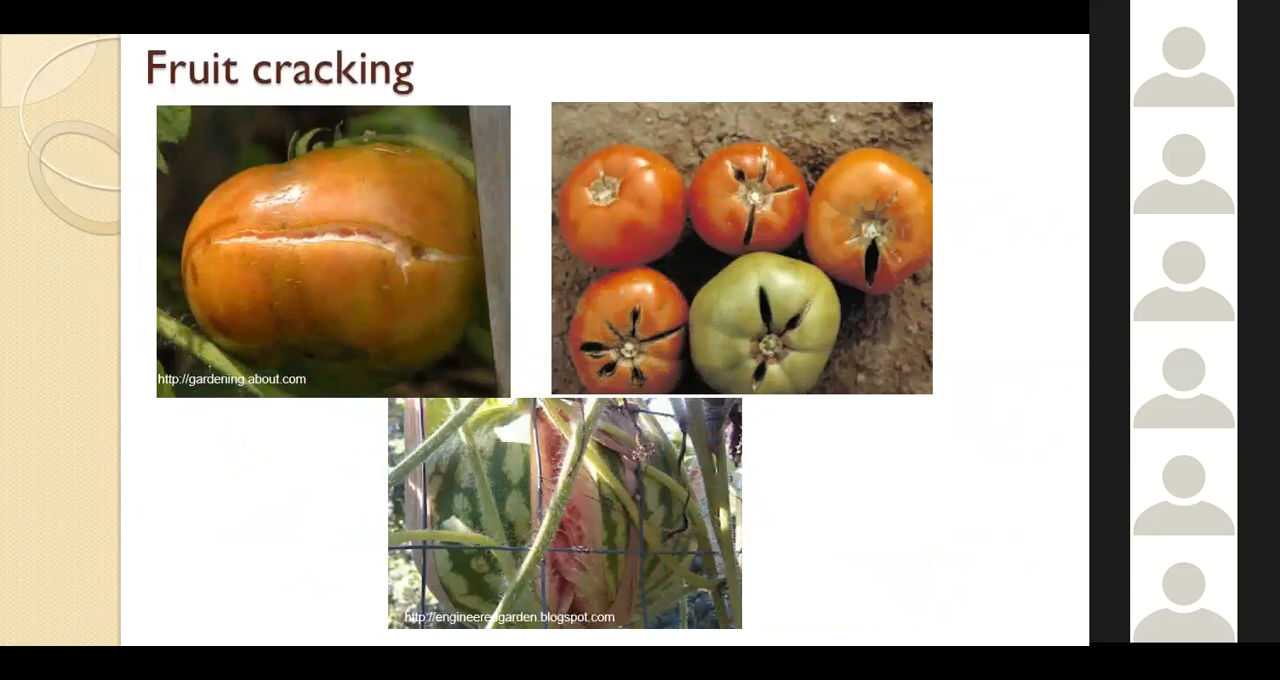 Fruit cracking
http://gardening.about.com
http://engineeredgarden.blogspot.com